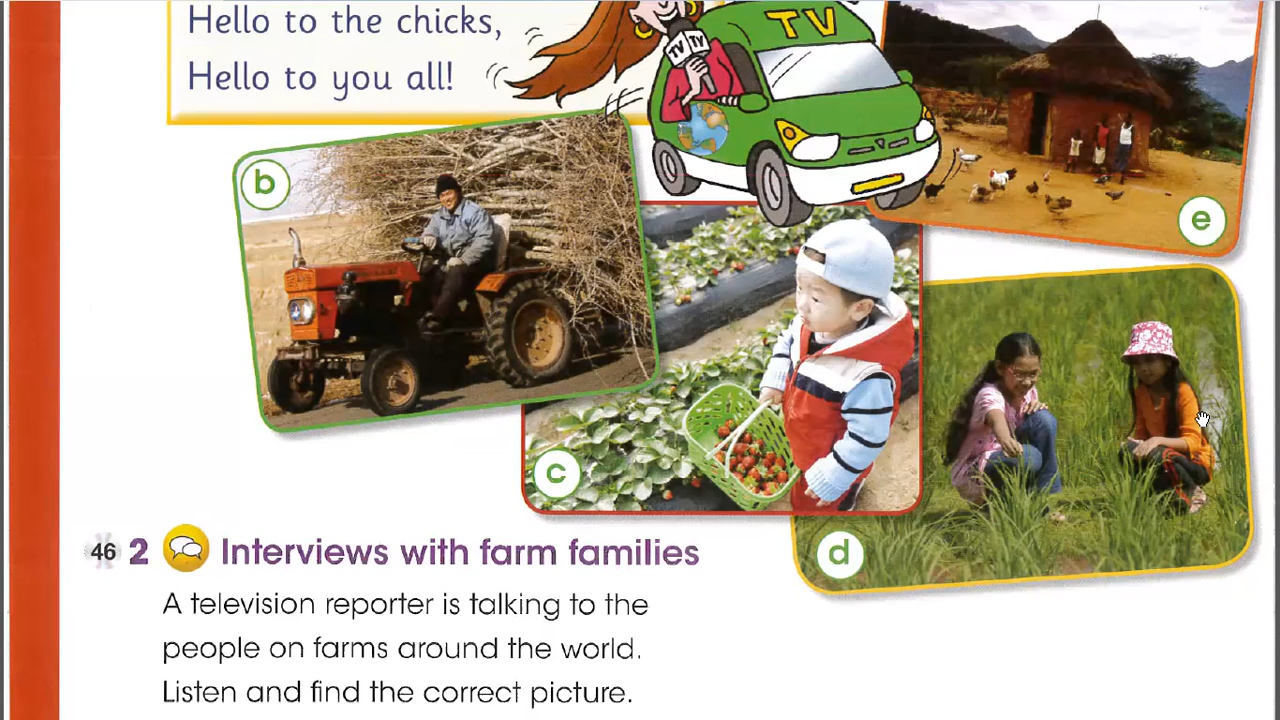 Hello to the chicks,
Hello to you all!
TV
TV TV
b
e
c
d
46 2 Interviews with farm families
A television reporter is talking to the
people on farms around the world.
Listen and find the correct picture.